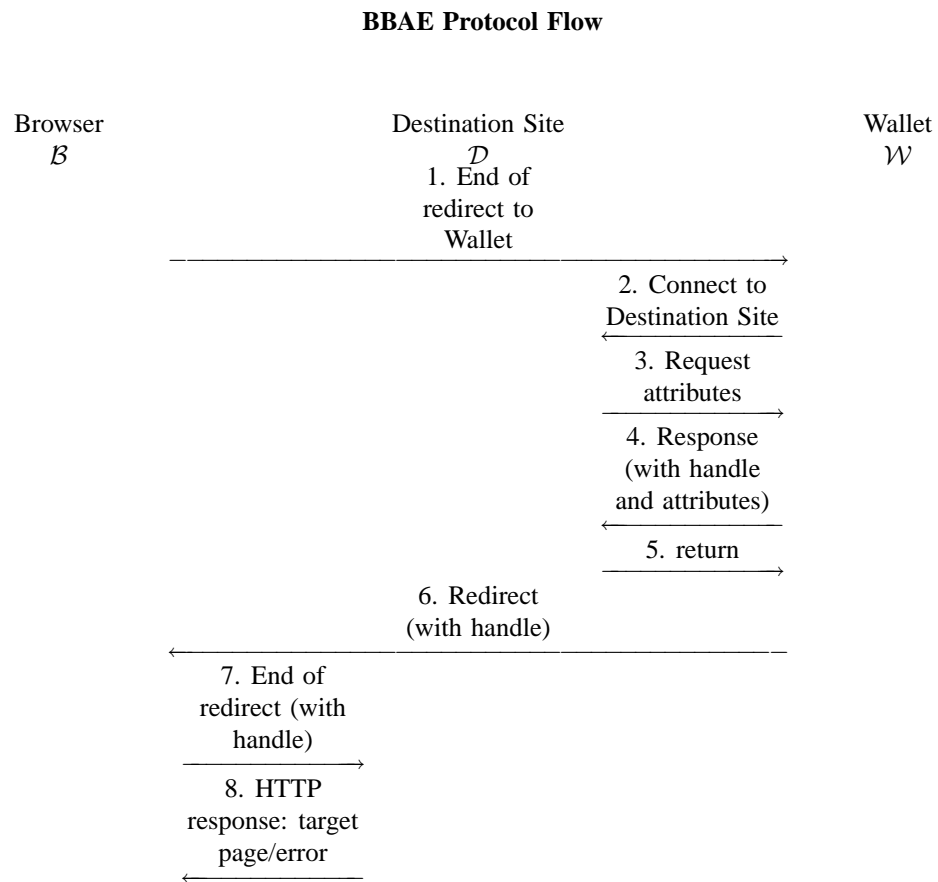 BBAE Protocol Flow
Browser Destination Site Wallet
B D W
1. End of
redirect to
Wallet
2. Connect to
Destination Site
3. Request
attributes
4. Response
(with handle
and attributes)
5. return
6. Redirect
(with handle)
7. End of
redirect (with
handle)
8. HTTP
response: target
page/error